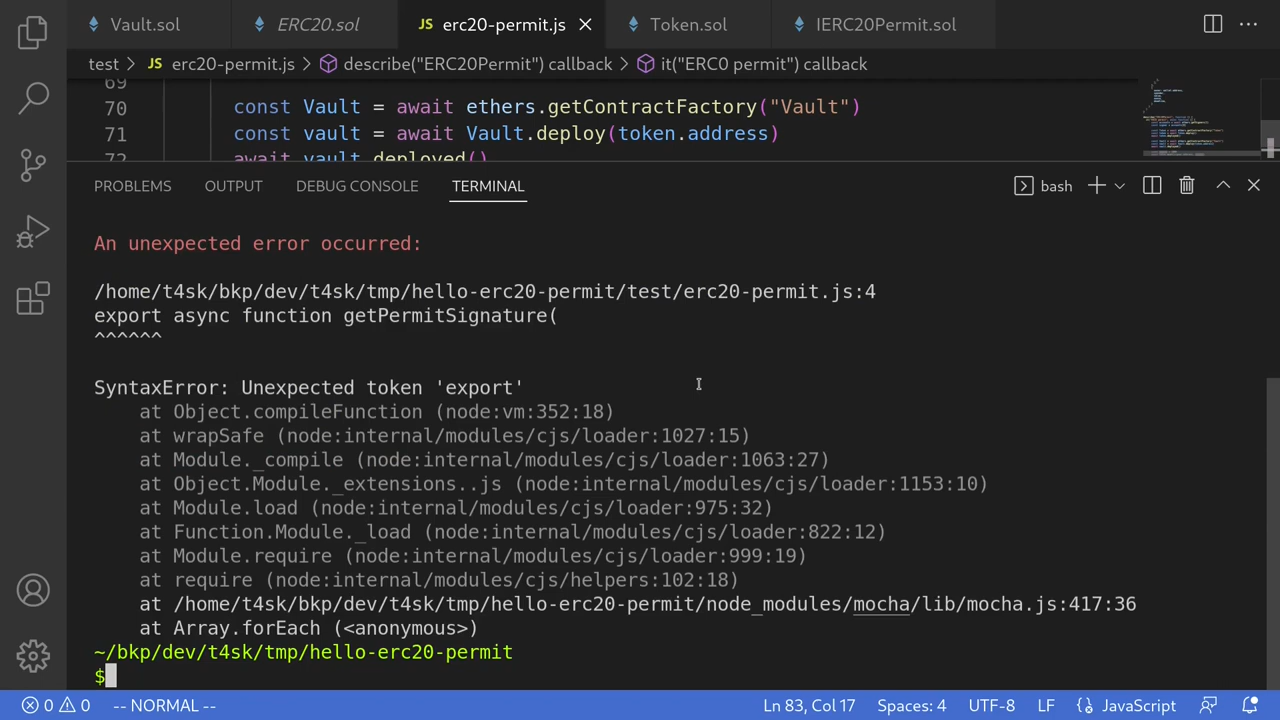 Vault.sol
ERC20.sol
JS erc20-permit.js
Token.sol
IERC20Permit.sol
test > JS erc20-permit.js > describe("ERC20Permit") callback > it("ERC0 permit") callback
69
70 const Vault = await ethers.getContractFactory("Vault")
71 const vault = await Vault.deploy(token.address)
72 await vault.deployed()
PROBLEMS OUTPUT DEBUG CONSOLE TERMINAL bash
An unexpected error occurred:
/home/t4sk/bkp/dev/t4sk/tmp/hello-erc20-permit/test/erc20-permit.js:4
export async function getPermitSignature(
^^^^^^
SyntaxError: Unexpected token 'export'
at Object.compileFunction (node:vm:352:18)
at wrapSafe (node:internal/modules/cjs/loader:1027:15)
at Module._compile (node:internal/modules/cjs/loader:1063:27)
at Object.Module._extensions..js (node:internal/modules/cjs/loader:1153:10)
at Module.load (node:internal/modules/cjs/loader:975:32)
at Function.Module._load (node:internal/modules/cjs/loader:822:12)
at Module.require (node:internal/modules/cjs/loader:999:19)
at require (node:internal/modules/cjs/helpers:102:18)
at /home/t4sk/bkp/dev/t4sk/tmp/hello-erc20-permit/node_modules/mocha/lib/mocha.js:417:36
at Array.forEach (<anonymous>)
~/bkp/dev/t4sk/tmp/hello-erc20-permit
$
0 0 -- NORMAL -- Ln 83, Col 17 Spaces: 4 UTF-8 LF JavaScript